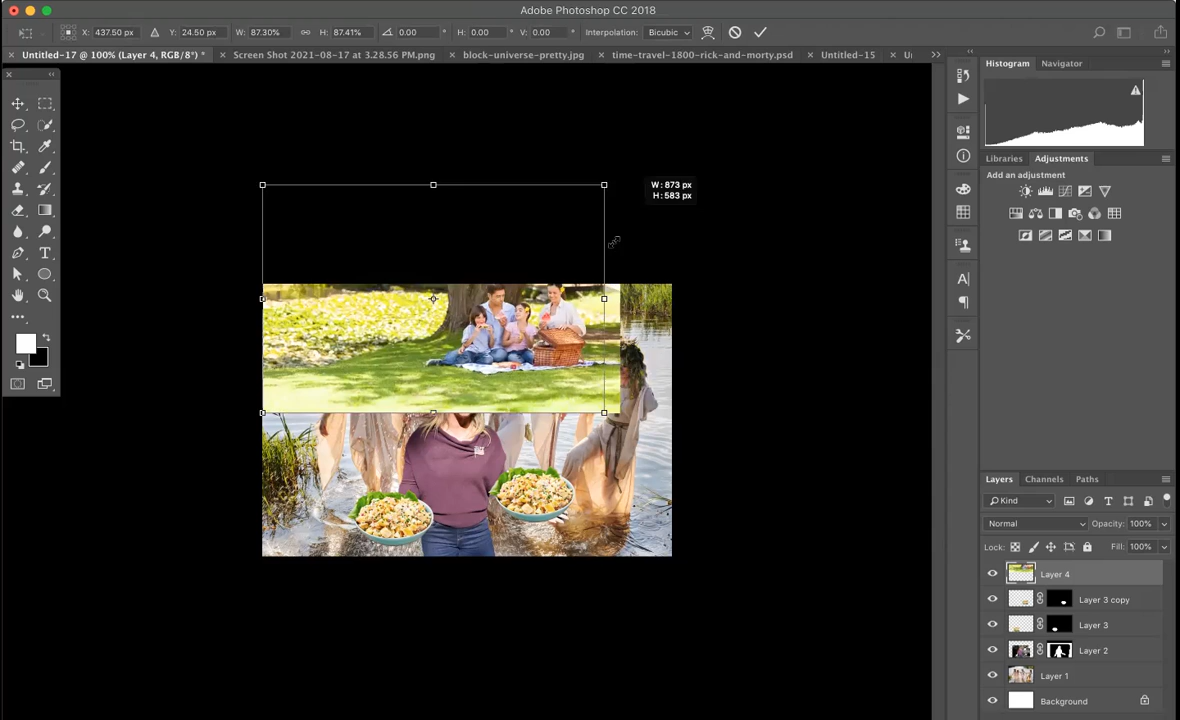 Adobe Photoshop CC 2018
X: 437.50 px Y: 24.50 px W: 87.30% H: 87.41% 0.00 ° H: 0.00 ° V: 0.00 ° Interpolation: Bicubic
Untitled-17 @ 100% (Layer 4, RGB/8*) * Screen Shot 2021-08-17 at 3.28.56 PM.png block-universe-pretty.jpg time-travel-1800-rick-and-morty.psd Untitled-15
Histogram Navigator
Libraries Adjustments
Add an adjustment
W: 873 px
H: 583 px
Layers Channels Paths
Kind
Normal Opacity: 100%
Lock: Fill: 100%
Layer 4
Layer 3 copy
Layer 3
Layer 2
Layer 1
Background